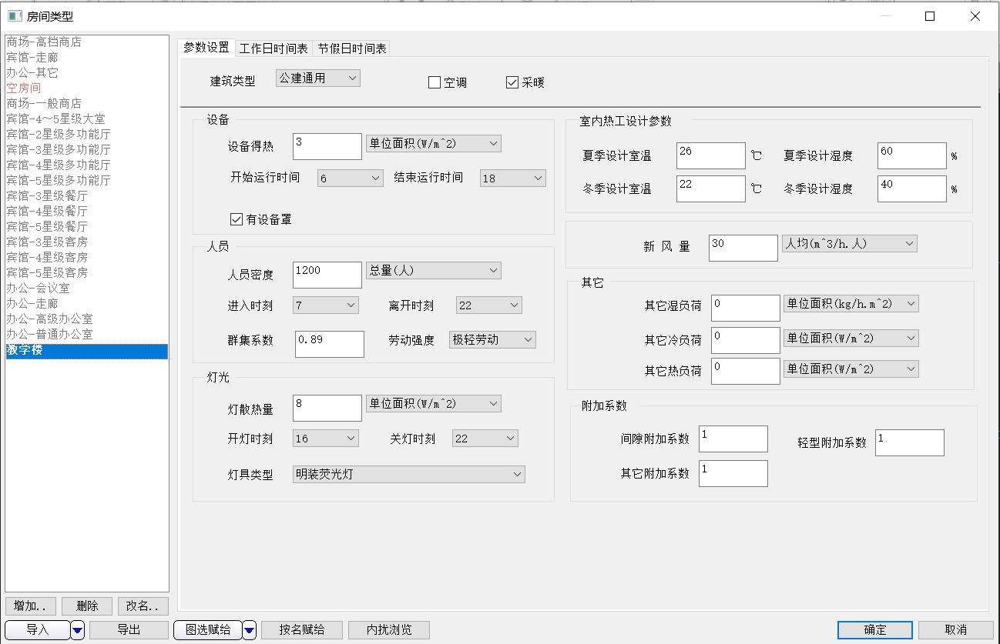 房间类型
商场-高档商店
宾馆-走廊
办公-其它
空房间
商场-一般商店
宾馆-4～5星级大堂
宾馆-2星级多功能厅
宾馆-3星级多功能厅
宾馆-4星级多功能厅
宾馆-5星级多功能厅
宾馆-3星级餐厅
宾馆-4星级餐厅
宾馆-5星级餐厅
宾馆-3星级客房
宾馆-4星级客房
宾馆-5星级客房
办公-会议室
办公-走廊
办公-高级办公室
办公-普通办公室
教学楼
增加.. 删除 改名..
导入 导出
参数设置 工作日时间表 节假日时间表
建筑类型 公建通用 空调 采暖
设备
设备得热 3 单位面积(W/m^2)
开始运行时间 6 结束运行时间 18
有设备罩
人员
人员密度 1200 总量(人)
进入时刻 7 离开时刻 22
群集系数 0.89 劳动强度 极轻劳动
灯光
灯散热量 8 单位面积(W/m^2)
开灯时刻 16 关灯时刻 22
灯具类型 明装荧光灯
室内热工设计参数
夏季设计室温 26 ℃ 夏季设计湿度 60 %
冬季设计室温 22 ℃ 冬季设计湿度 40 %
新 风 量 30 人均(m^3/h.人)
其它
其它湿负荷 0 单位面积(kg/h.m^2)
其它冷负荷 0 单位面积(W/m^2)
其它热负荷 0 单位面积(W/m^2)
附加系数
间隙附加系数 1 轻型附加系数 1
其它附加系数 1
图选赋给 按名赋给 内扰浏览 确定 取消